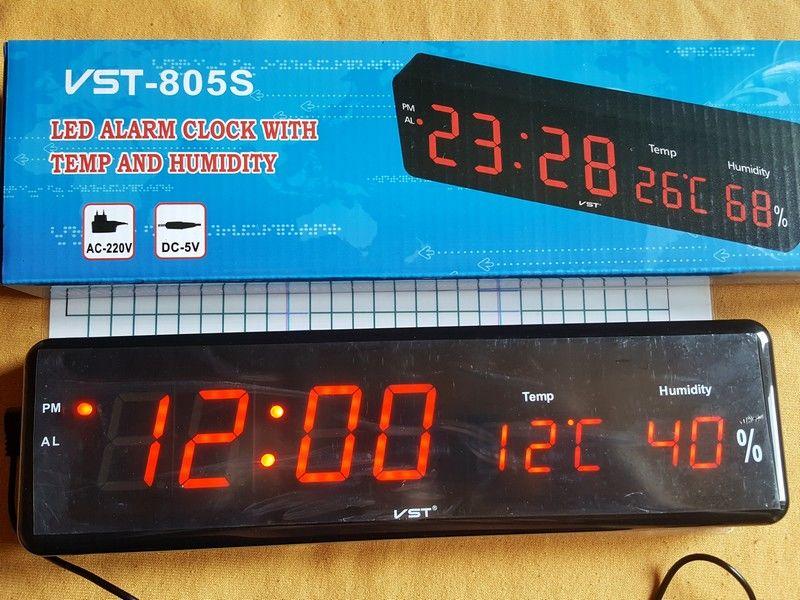 VST-805S
LED ALARM CLOCK WITH
TEMP AND HUMIDITY
AC-220V
DC-5V
PM
AL
23:28
Temp
26℃
Humidity
68%
VST
PM
AL
12:00
Temp
12℃
Humidity
40%
VST®